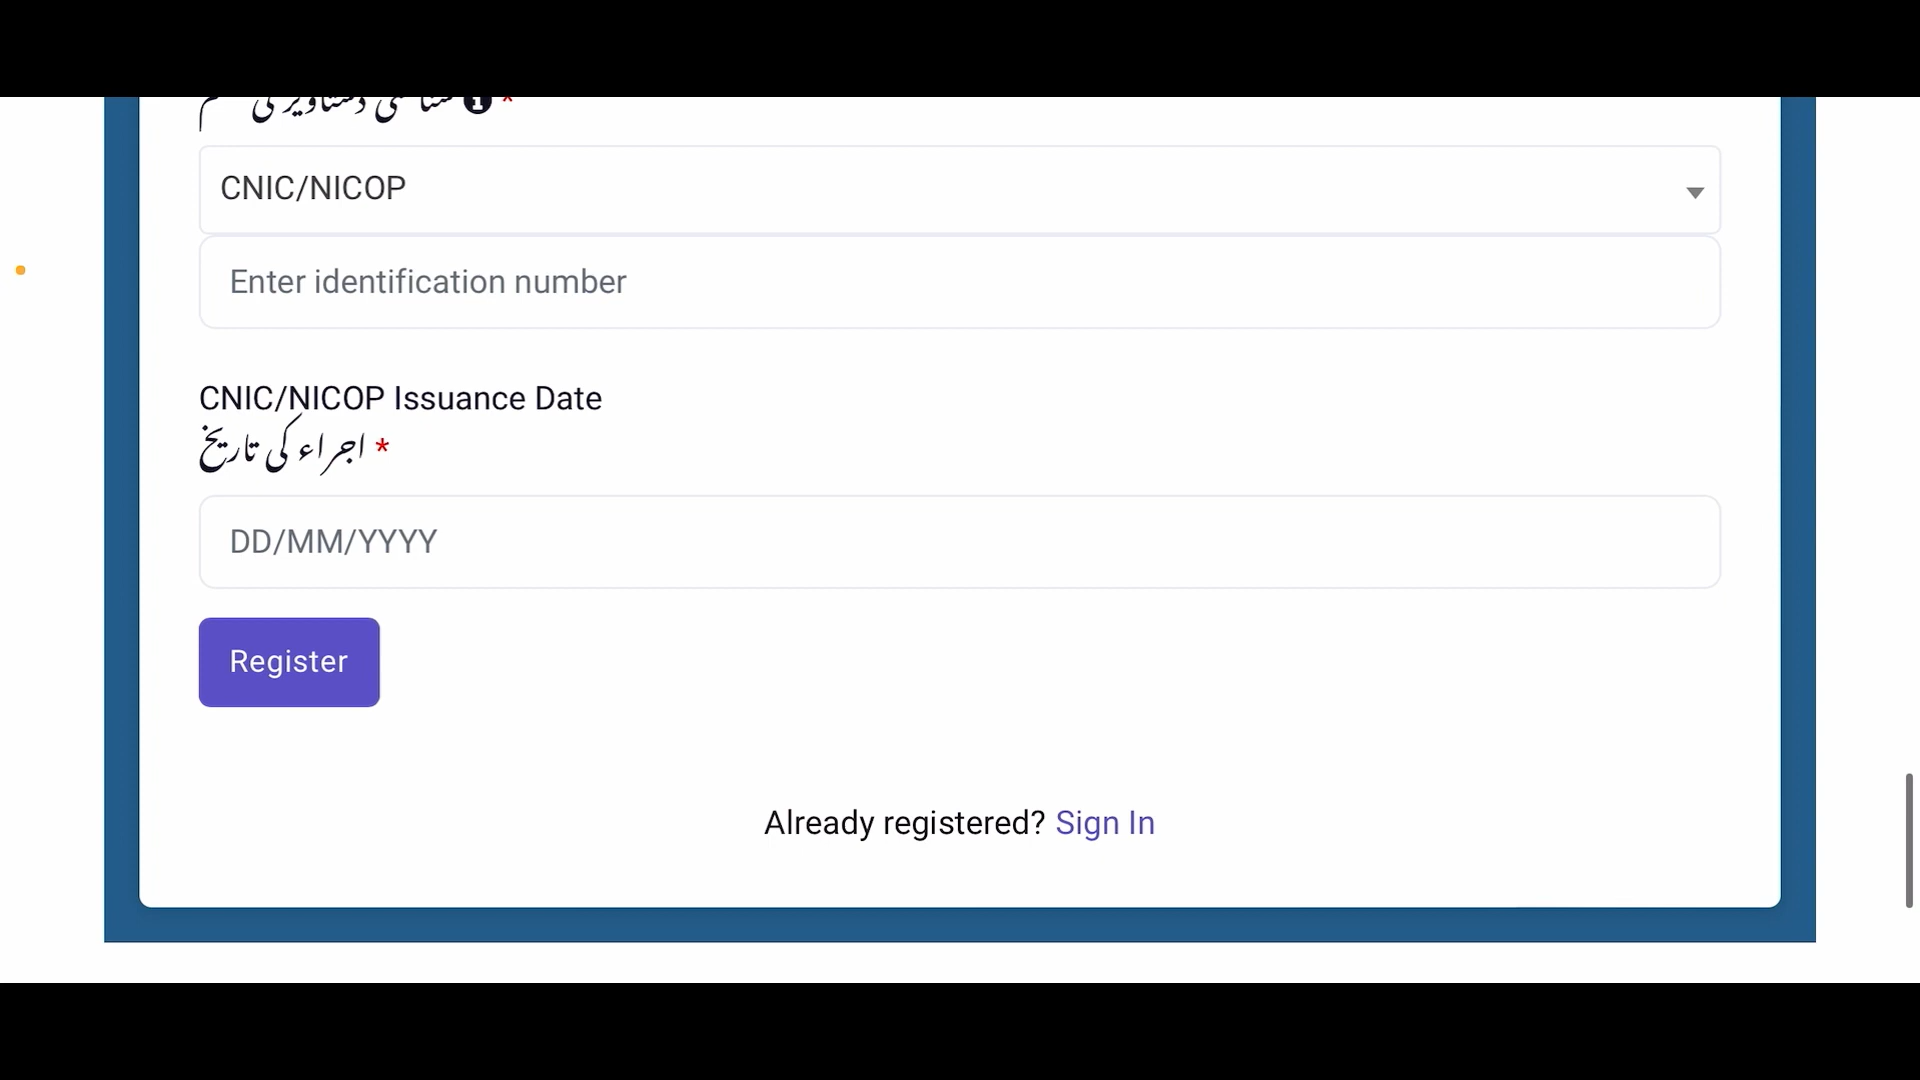 CNIC/NICOP
Enter identification number
CNIC/NICOP Issuance Date
اجراء کی تاریخ *
DD/MM/YYYY
Register
Already registered? Sign In